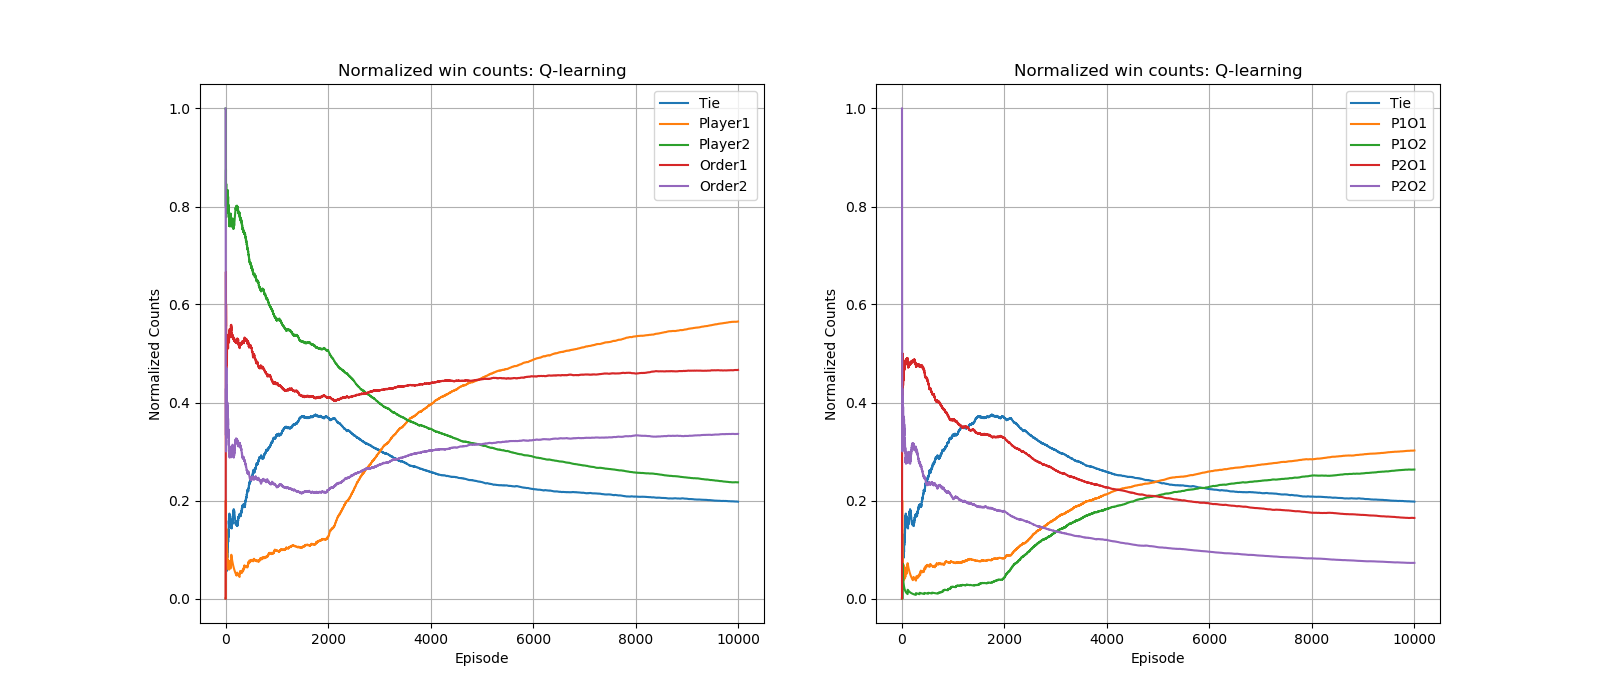 Normalized win counts: Q-learning
Normalized Counts
1.0
0.8
0.6
0.4
0.2
0.0
Tie
Player1
Player2
Order1
Order2
0 2000 4000 6000 8000 10000
Episode
Normalized win counts: Q-learning
Normalized Counts
1.0
0.8
0.6
0.4
0.2
0.0
Tie
P1O1
P1O2
P2O1
P2O2
0 2000 4000 6000 8000 10000
Episode